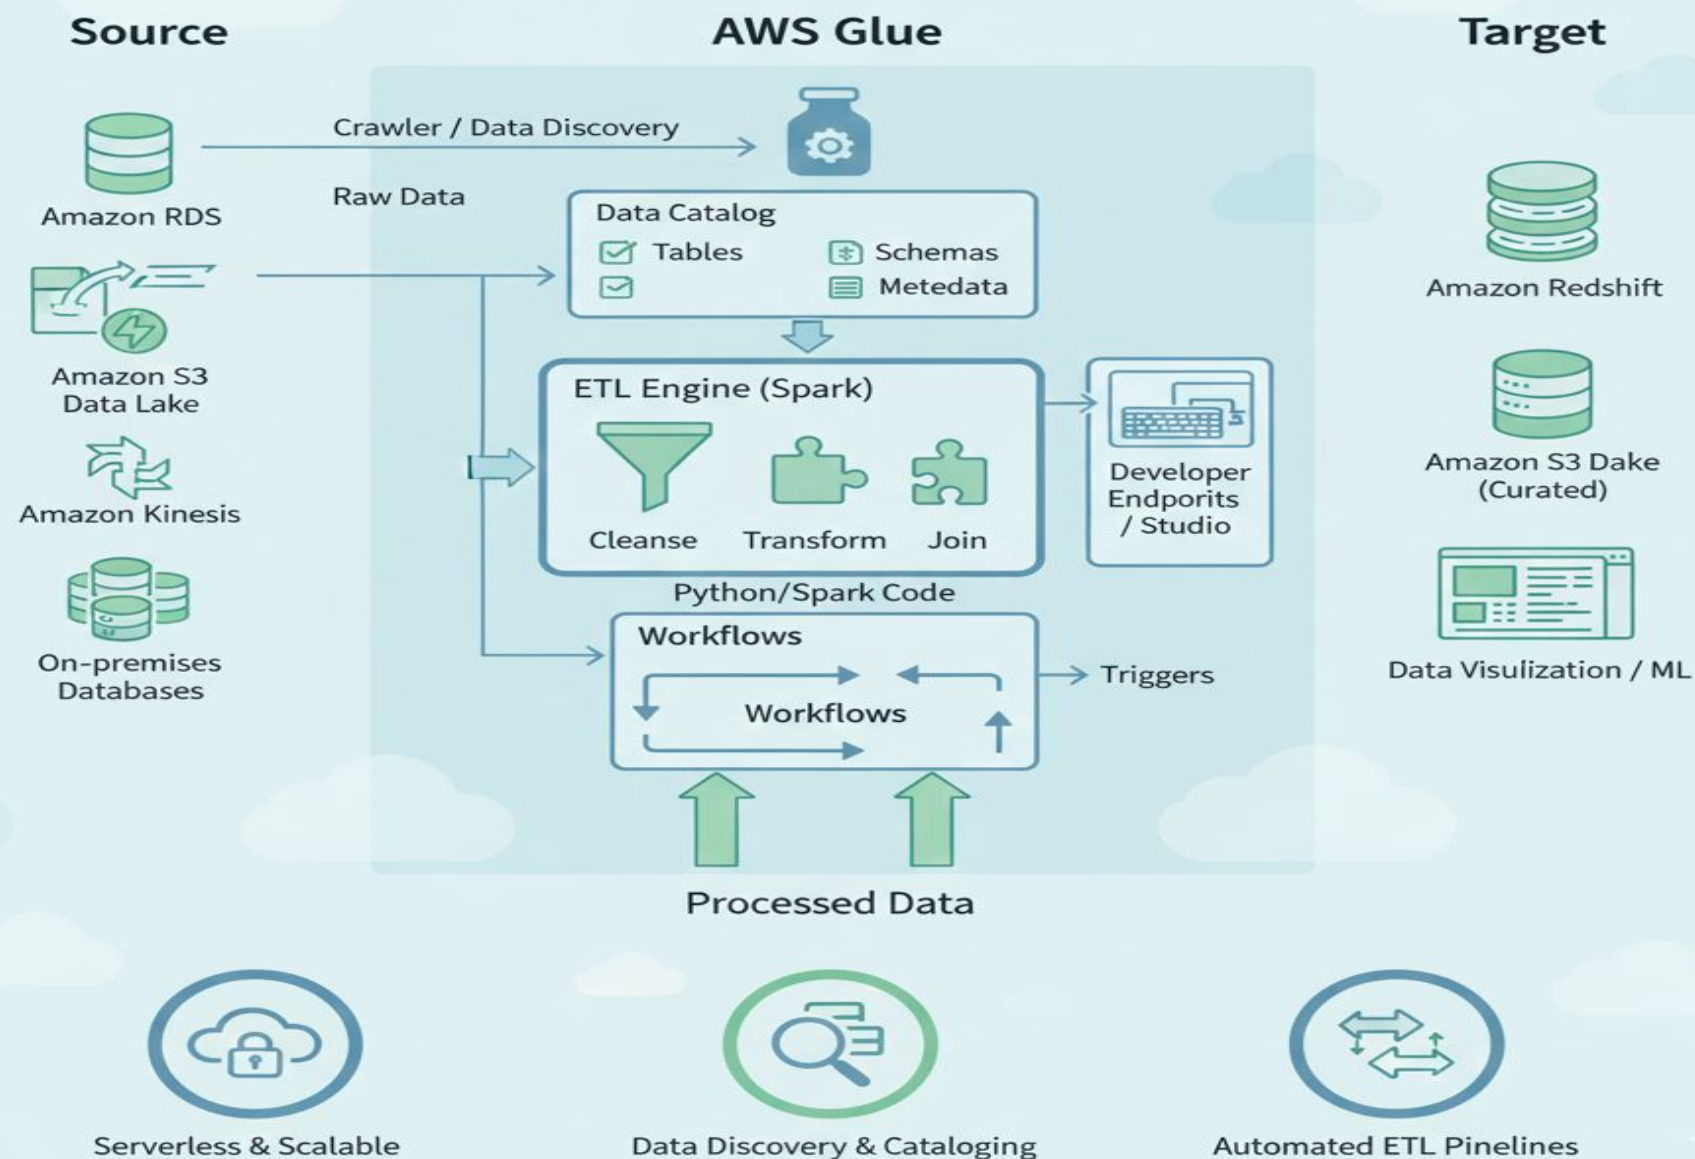 Source
AWS Glue
Target
Crawler / Data Discovery
Raw Data
Amazon RDS
Amazon S3
Data Lake
Amazon Kinesis
On-premises
Databases
Data Catalog
Tables
Schemas
Metedata
ETL Engine (Spark)
Cleanse
Transform
Join
Python/Spark Code
Developer
Endporits
/ Studio
Workflows
Workflows
Triggers
Processed Data
Amazon Redshift
Amazon S3 Dake
(Curated)
Data Visulization / ML
Serverless & Scalable
Data Discovery & Cataloging
Automated ETL Pinelines